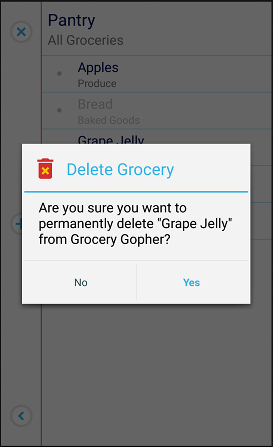 Pantry
All Groceries
Apples
Produce
Bread
Baked Goods
Grape Jelly
Delete Grocery
Are you sure you want to
permanently delete "Grape Jelly"
from Grocery Gopher?
No
Yes